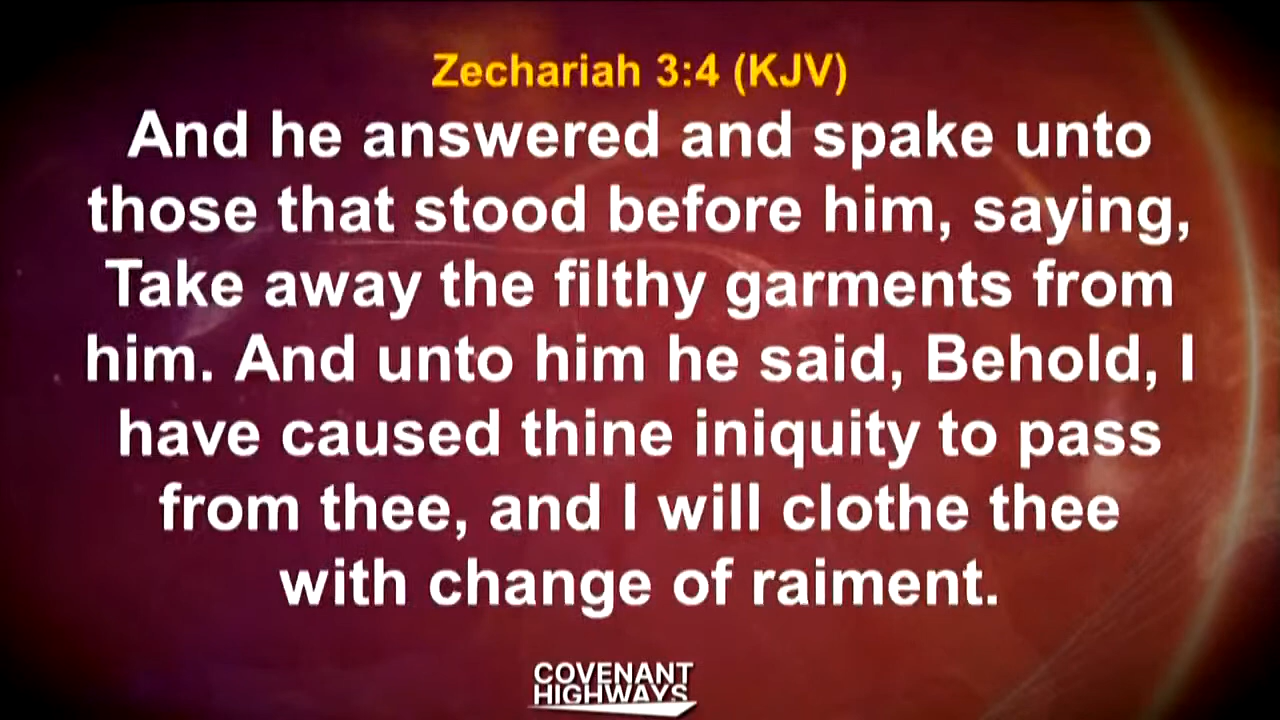 Zechariah 3:4 (KJV)
And he answered and spake unto
those that stood before him, saying,
Take away the filthy garments from
him. And unto him he said, Behold, I
have caused thine iniquity to pass
from thee, and I will clothe thee
with change of raiment.
COVENANT
HIGHWAYS